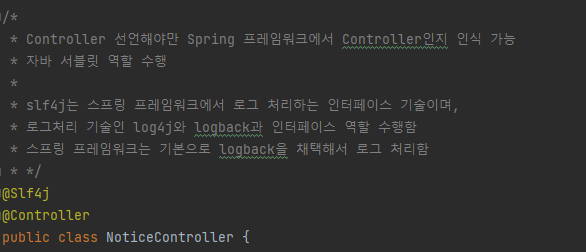 /*
* Controller 선언해야만 Spring 프레임워크에서 Controller인지 인식 가능
* 자바 서블릿 역할 수행
*
* slf4j는 스프링 프레임워크에서 로그 처리하는 인터페이스 기술이며,
* 로그처리 기술인 log4j와 logback과 인터페이스 역할 수행함
* 스프링 프레임워크는 기본으로 logback을 채택해서 로그 처리함
* */
@Slf4j
@Controller
public class NoticeController {